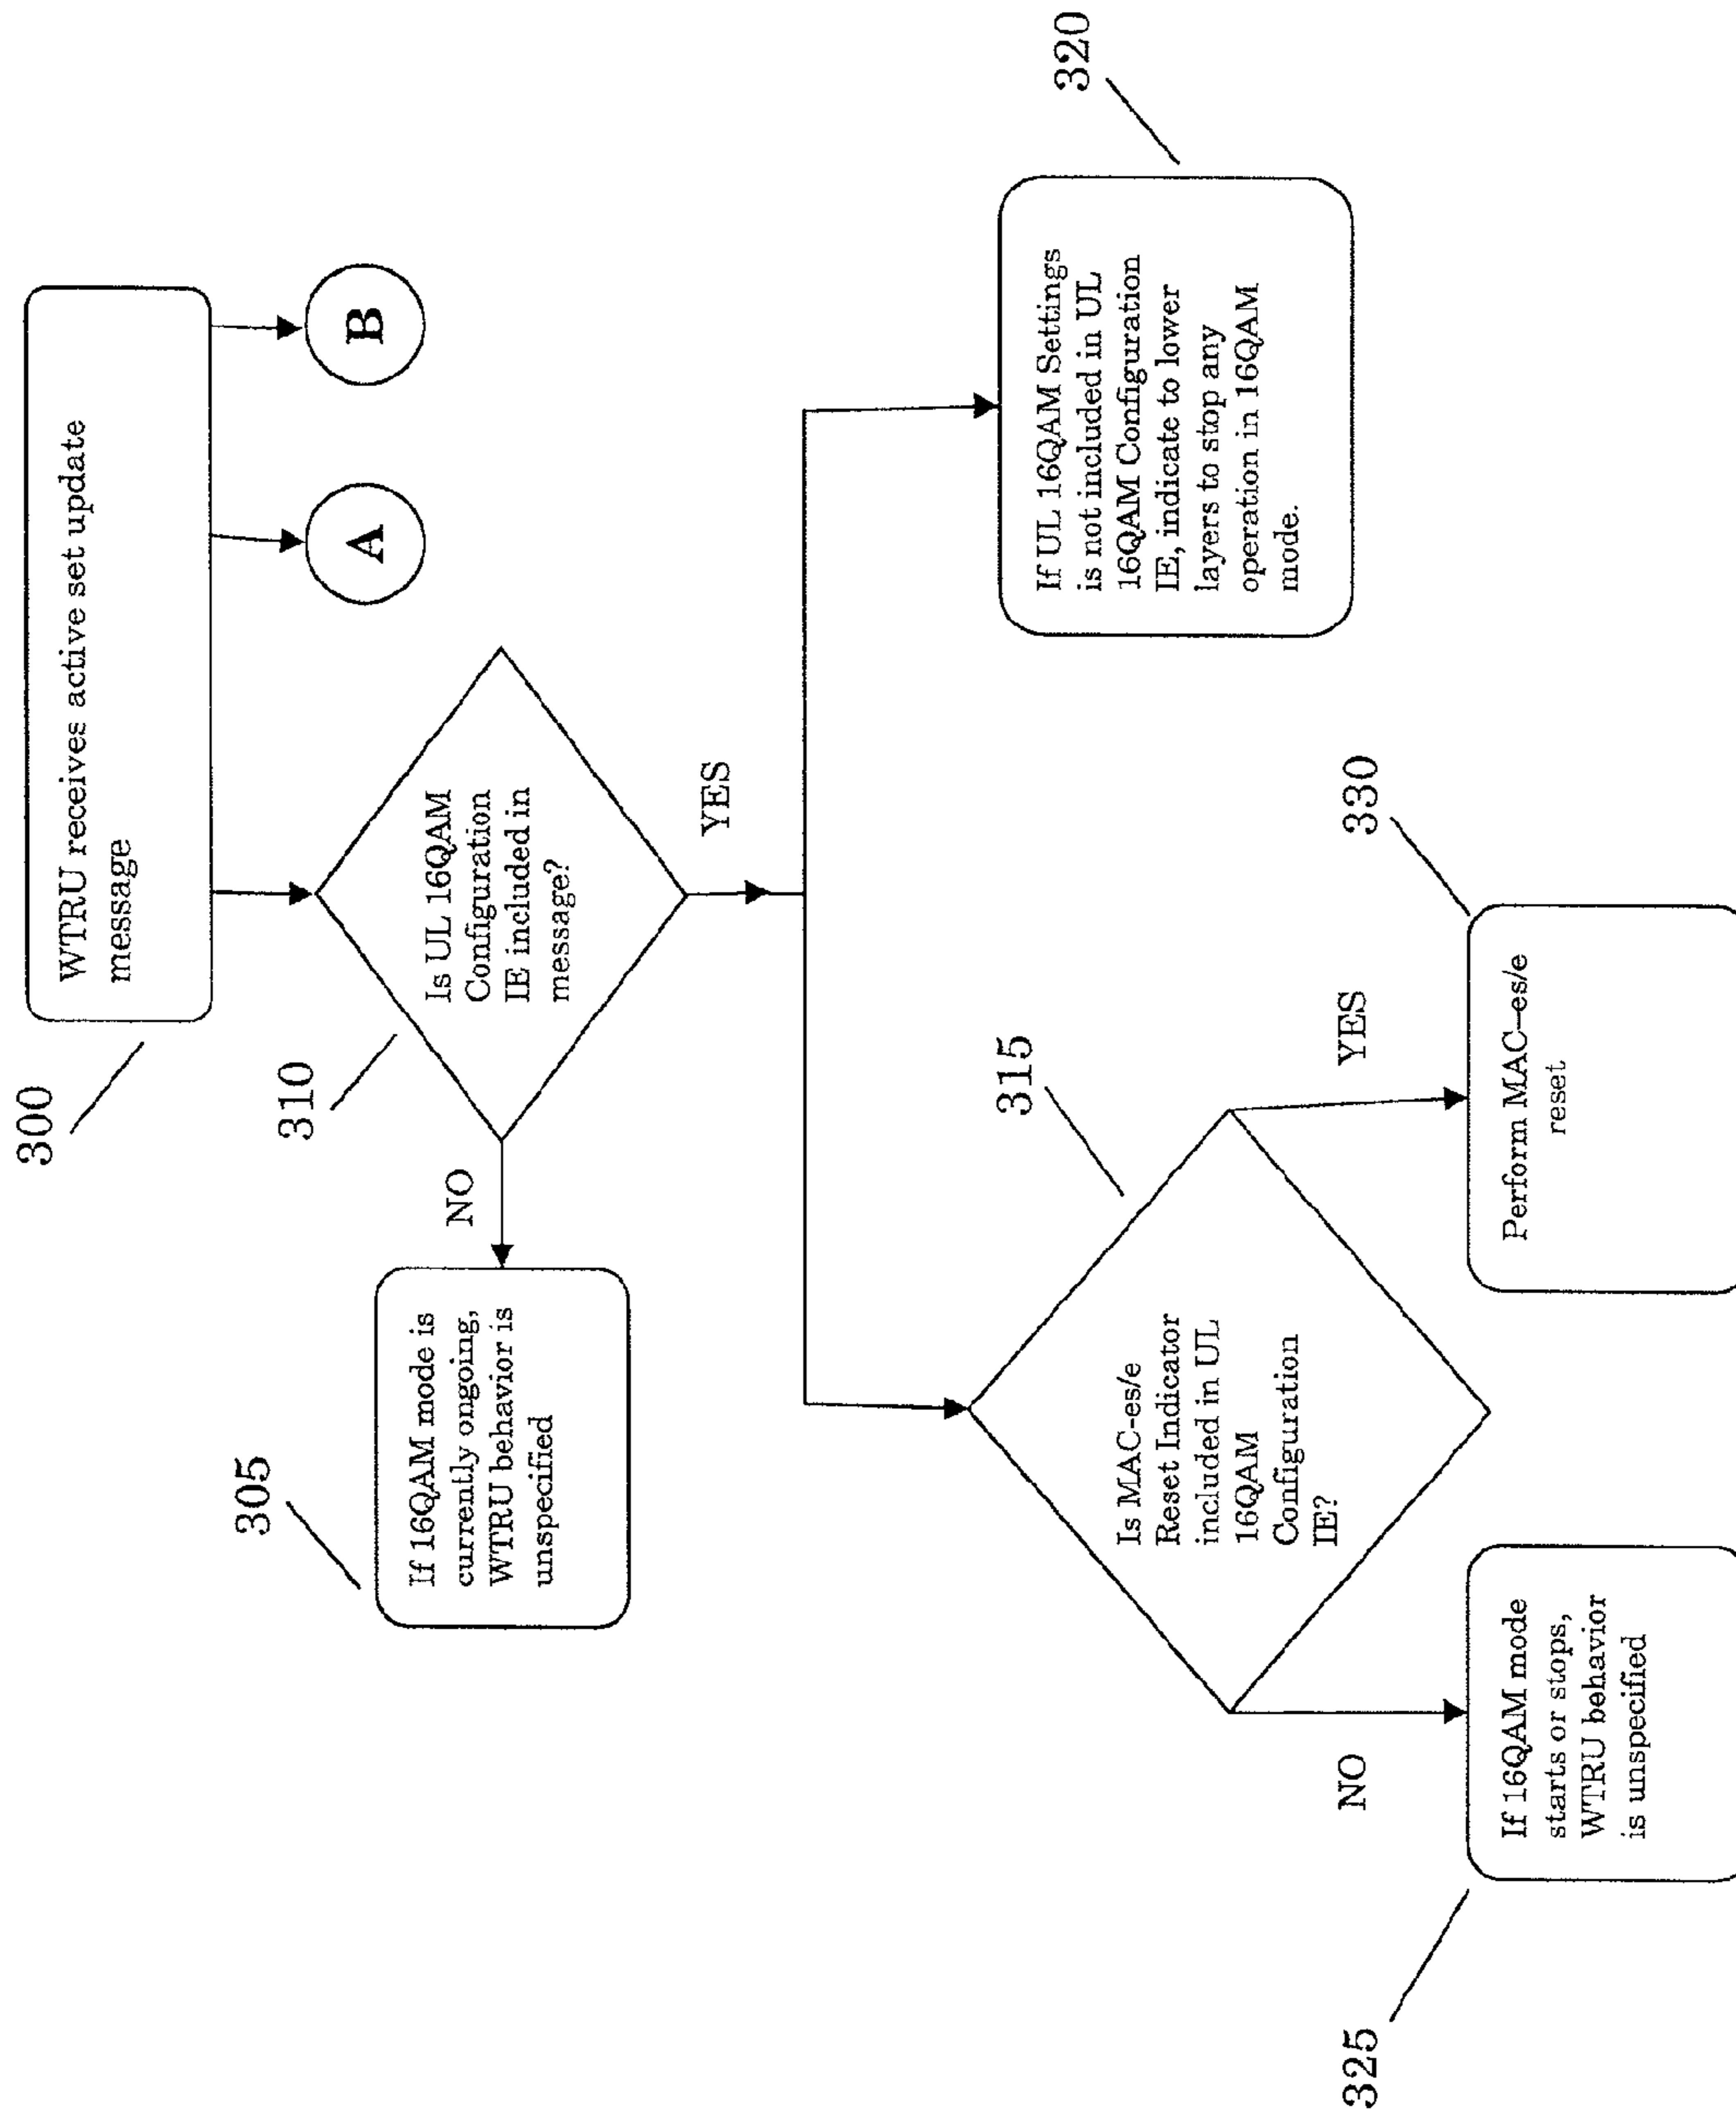 300
WTRU receives active set update
message
A
B
310
Is UL 16QAM
Configuration
IE included in
message?
NO
YES
305
If 16QAM mode is
currently ongoing,
WTRU behavior is
unspecified
315
Is MAC-es/e
Reset Indicator
included in UL
16QAM
Configuration
IE?
320
If UL 16QAM Settings
is not included in UL
16QAM Configuration
IE, indicate to lower
layers to stop any
operation in 16QAM
mode.
NO
YES
325
If 16QAM mode
starts or stops,
WTRU behavior
is unspecified
330
Perform MAC-es/e
reset